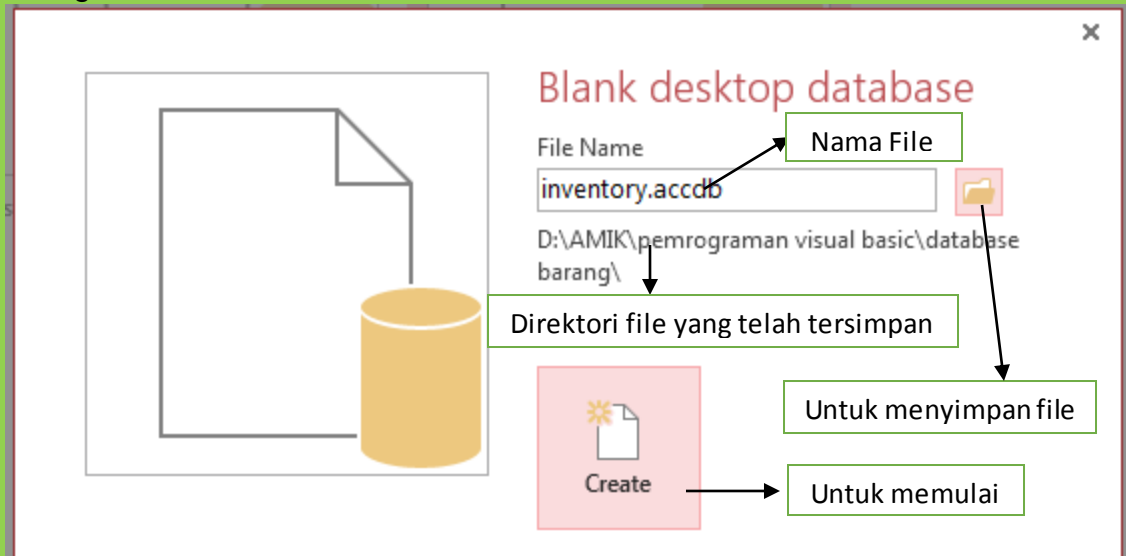 Blank desktop database
Nama File
File Name
inventory.accdb
D:\AMIK\pemrograman visual basic\database
barang\
Direktori file yang telah tersimpan
Untuk menyimpan file
Create
Untuk memulai